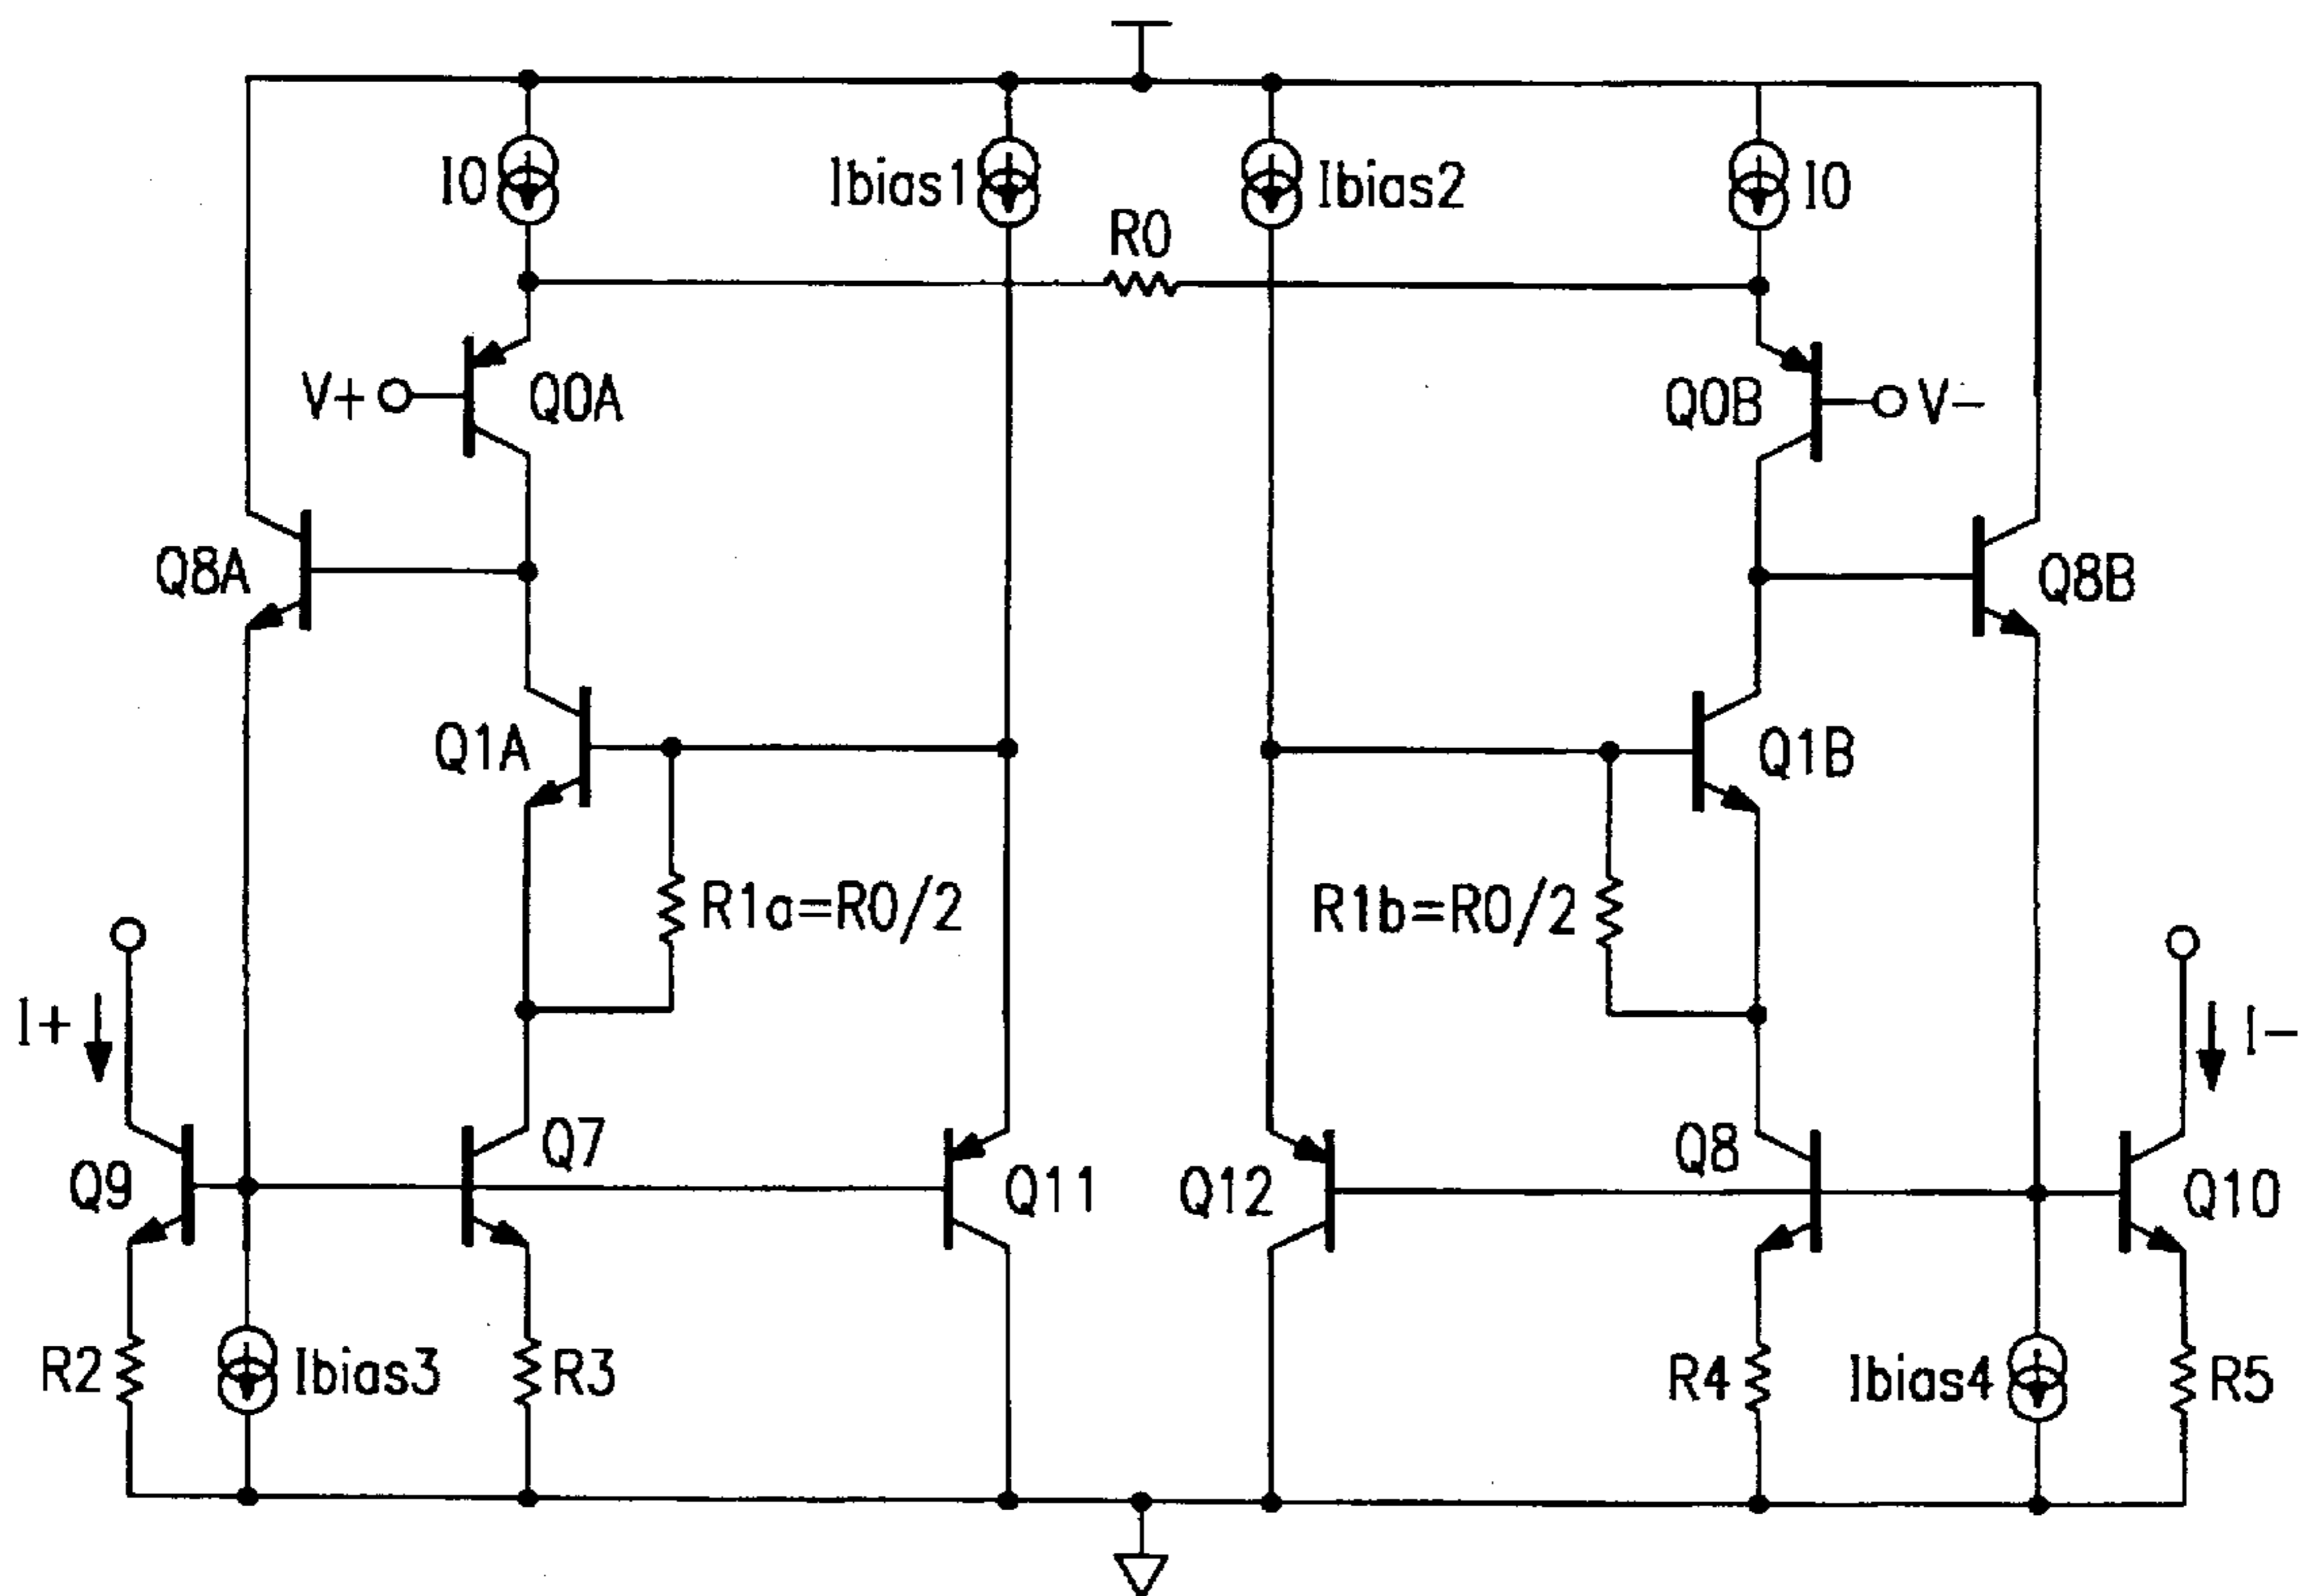 I0
Ibias1
Ibias2
I0
R0
V+
Q0A
Q0B
V-
Q8A
Q8B
Q1A
Q1B
R1a=R0/2
R1b=R0/2
I+
I-
Q7
Q8
Q9
Q11
Q12
Q10
R2
Ibias3
R3
R4
Ibias4
R5